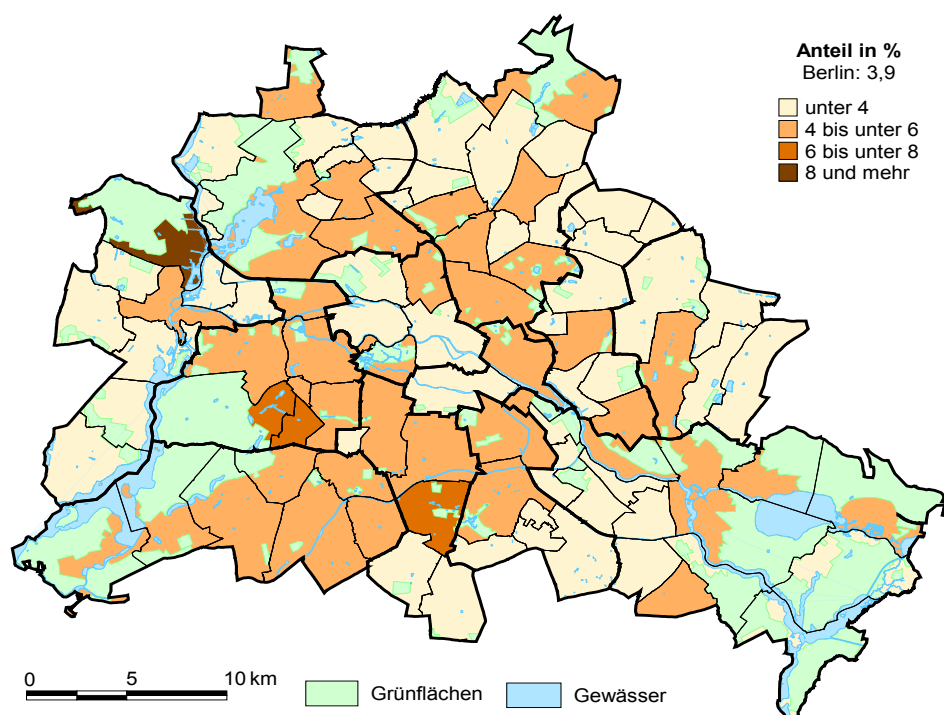 Anteil in %
Berlin: 3,9
unter 4
4 bis unter 6
6 bis unter 8
8 und mehr
0 5 10 km
Grünflächen
Gewässer